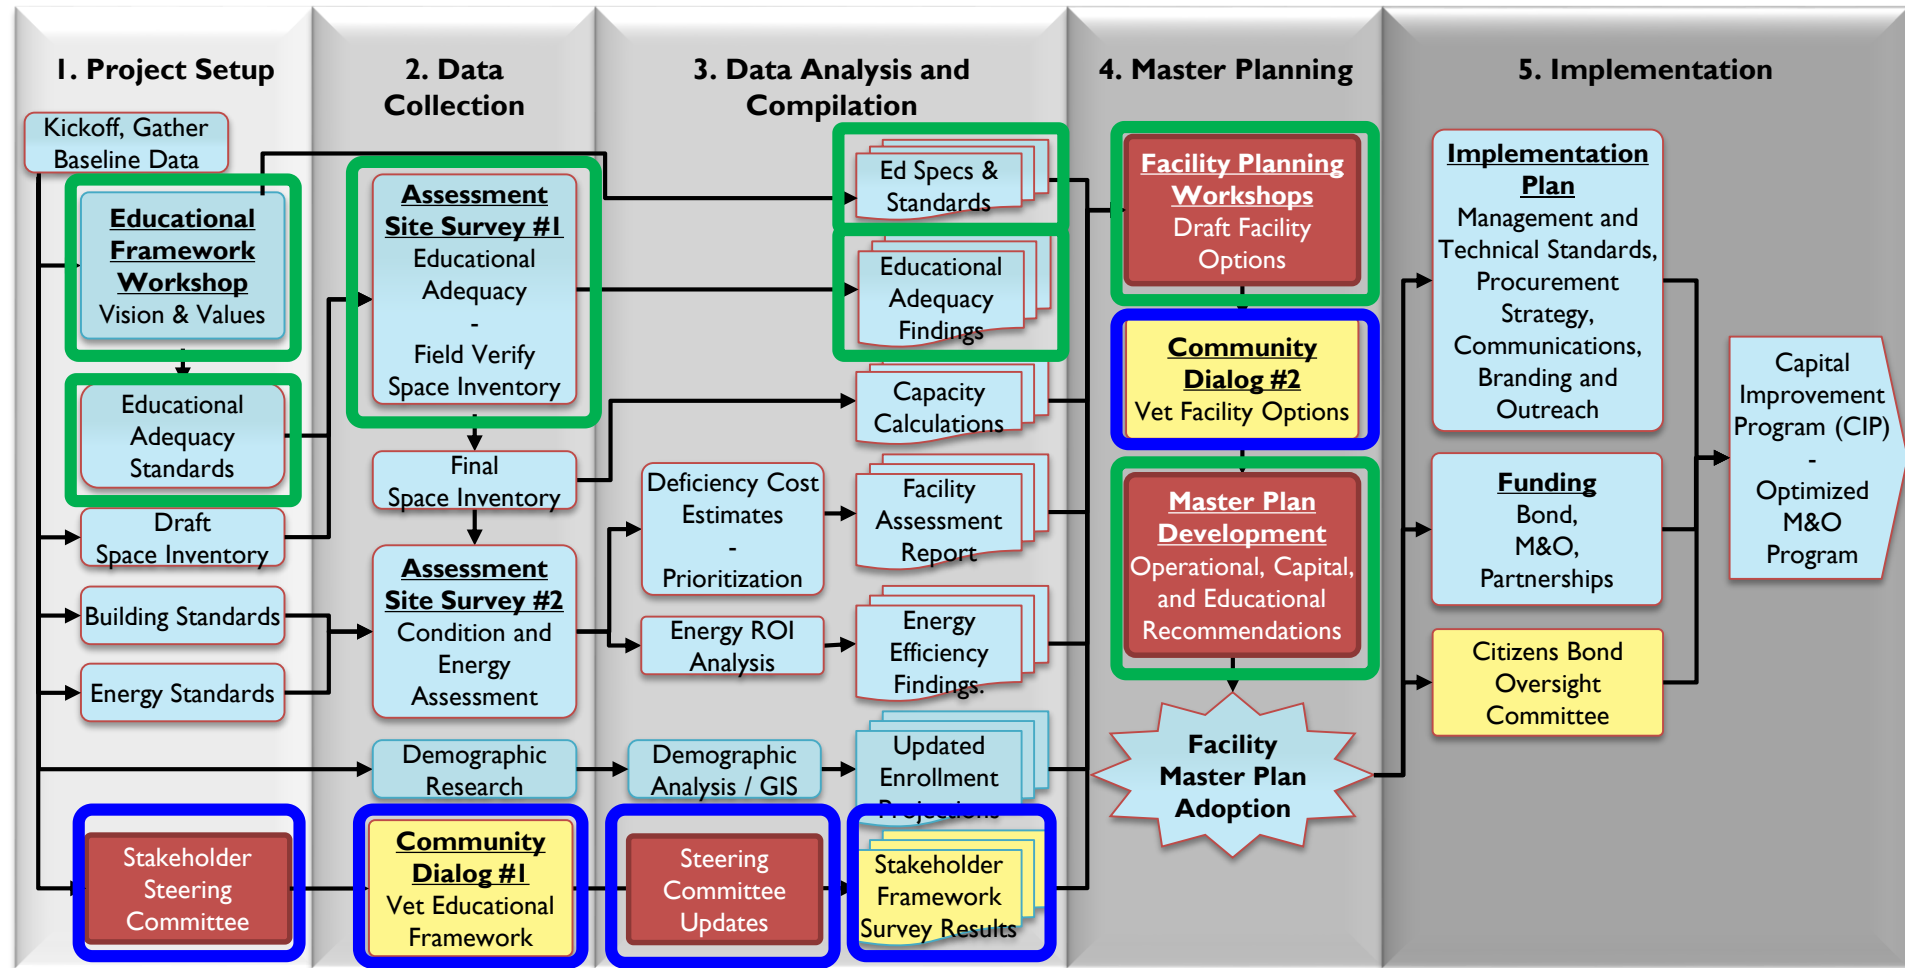 1. Project Setup
Kickoff, Gather
Baseline Data
Educational
Framework
Workshop
Vision & Values
Educational
Adequacy
Standards
Draft
Space Inventory
Building Standards
Energy Standards
Stakeholder
Steering
Committee
2. Data
Collection
Assessment
Site Survey #1
Educational
Adequacy
-
Field Verify
Space Inventory
Final
Space Inventory
Assessment
Site Survey #2
Condition and
Energy
Assessment
Demographic
Research
Community
Dialog #1
Vet Educational
Framework
3. Data Analysis and
Compilation
Ed Specs &
Standards
Educational
Adequacy
Findings
Capacity
Calculations
Deficiency Cost
Estimates
-
Prioritization
Facility
Assessment
Report
Energy ROI
Analysis
Energy
Efficiency
Findings.
Demographic
Analysis / GIS
Updated
Enrollment
Projections
Steering
Committee
Updates
Stakeholder
Framework
Survey Results
4. Master Planning
Facility Planning
Workshops
Draft Facility
Options
Community
Dialog #2
Vet Facility Options
Master Plan
Development
Operational, Capital,
and Educational
Recommendations
Facility
Master Plan
Adoption
5. Implementation
Implementation
Plan
Management and
Technical Standards,
Procurement
Strategy,
Communications,
Branding and
Outreach
Funding
Bond,
M&O,
Partnerships
Citizens Bond
Oversight
Committee
Capital
Improvement
Program (CIP)
-
Optimized
M&O
Program